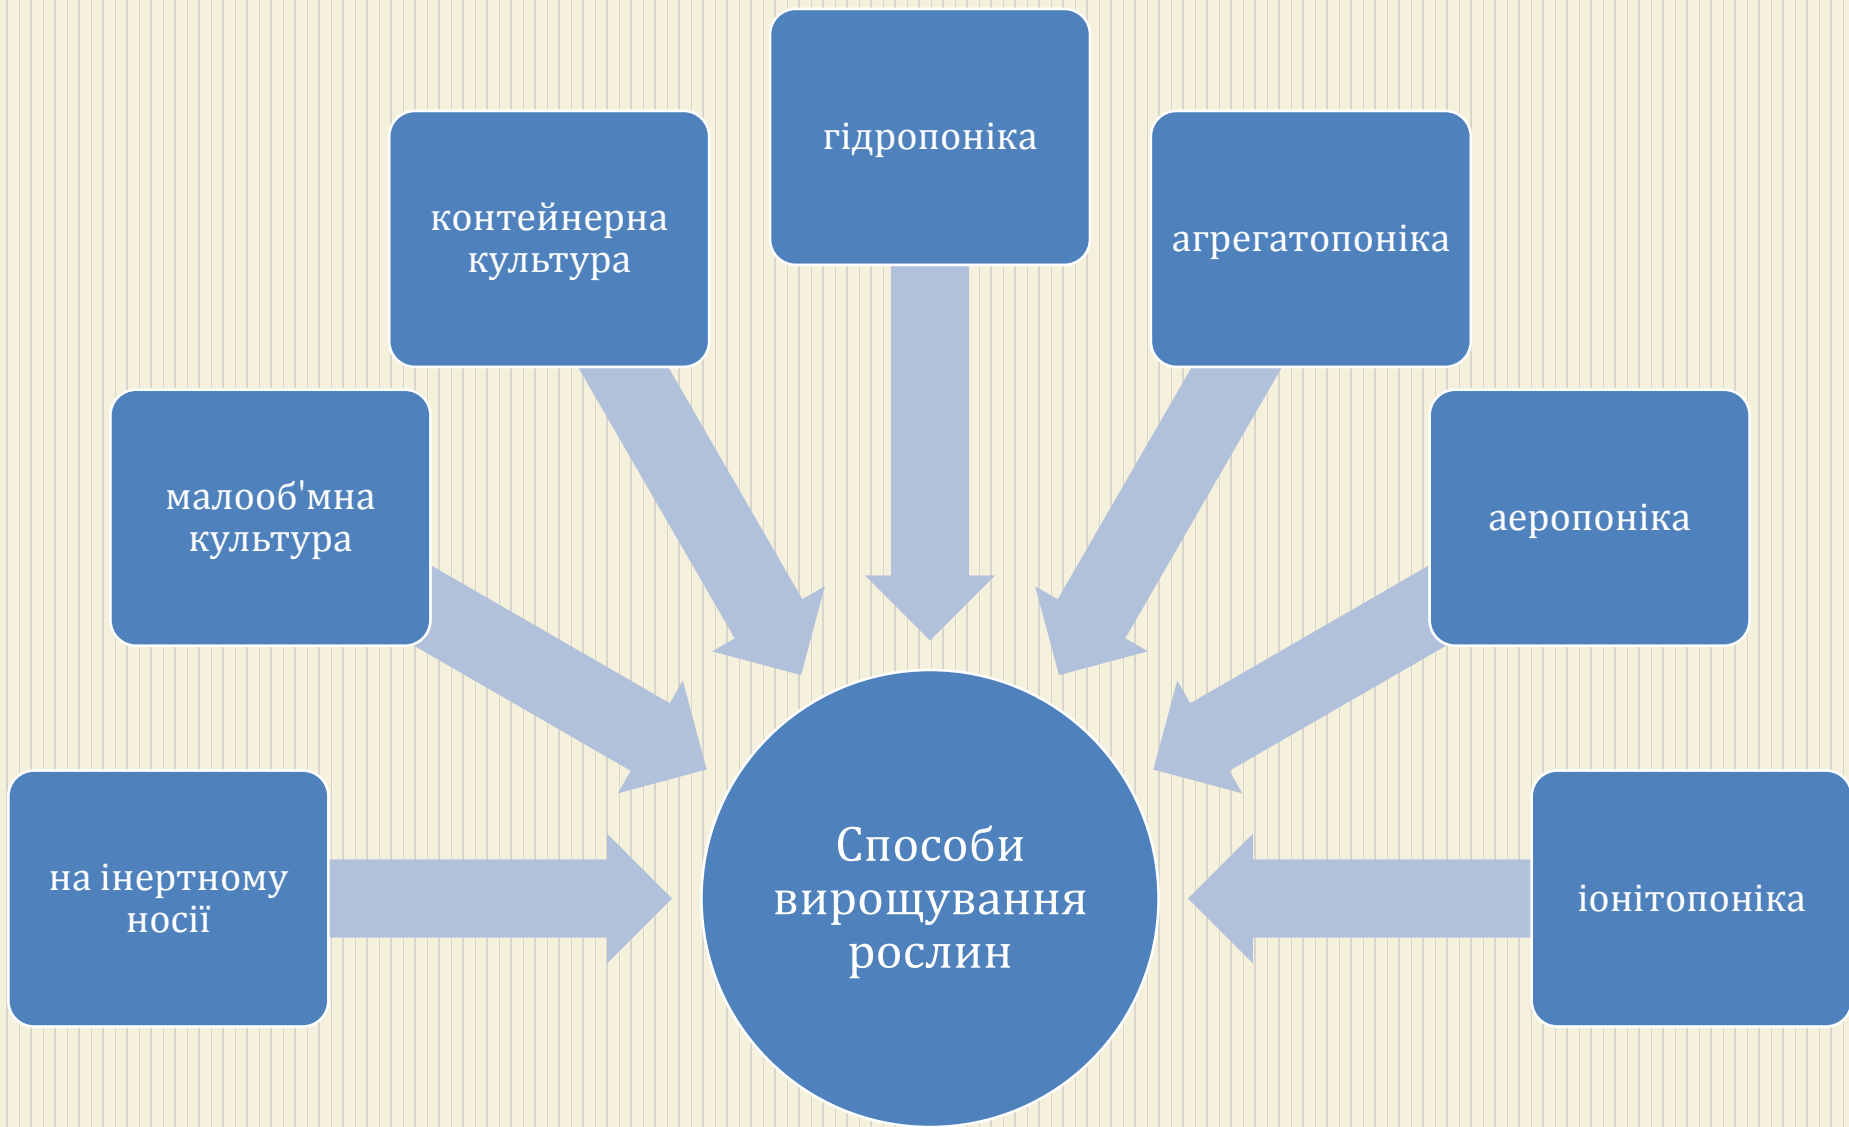 гідропоніка
контейнерна
культура
агрегатопоніка
малооб'мна
культура
аеропоніка
на інертному
носії
Способи
вирощування
рослин
іонітопоніка